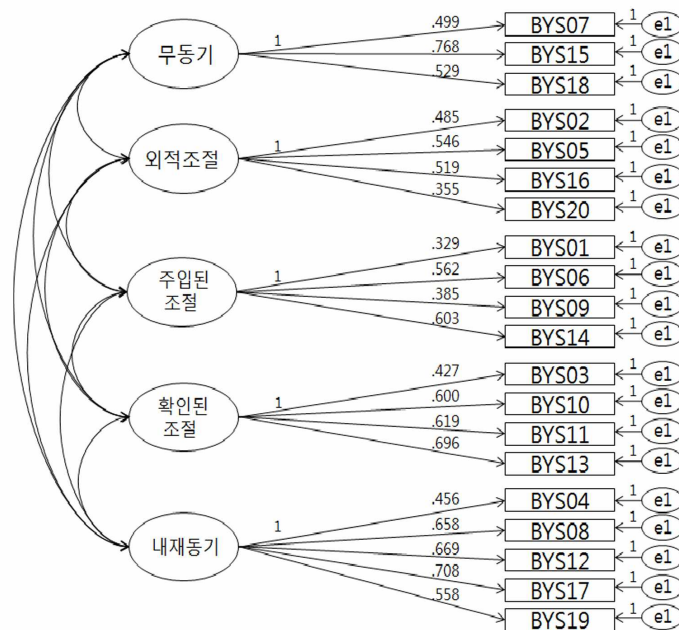 무동기
1
.499
BYS07
1
e1
.768
BYS15
1
e1
.529
BYS18
1
e1
외적조절
1
.485
BYS02
1
e1
.546
BYS05
1
e1
.519
BYS16
1
e1
.355
BYS20
1
e1
주입된
조절
1
.329
BYS01
1
e1
.562
BYS06
1
e1
.385
BYS09
1
e1
.603
BYS14
1
e1
확인된
조절
1
.427
BYS03
1
e1
.600
BYS10
1
e1
.619
BYS11
1
e1
.696
BYS13
1
e1
내재동기
1
.456
BYS04
1
e1
.658
BYS08
1
e1
.669
BYS12
1
e1
.708
BYS17
1
e1
.558
BYS19
1
e1